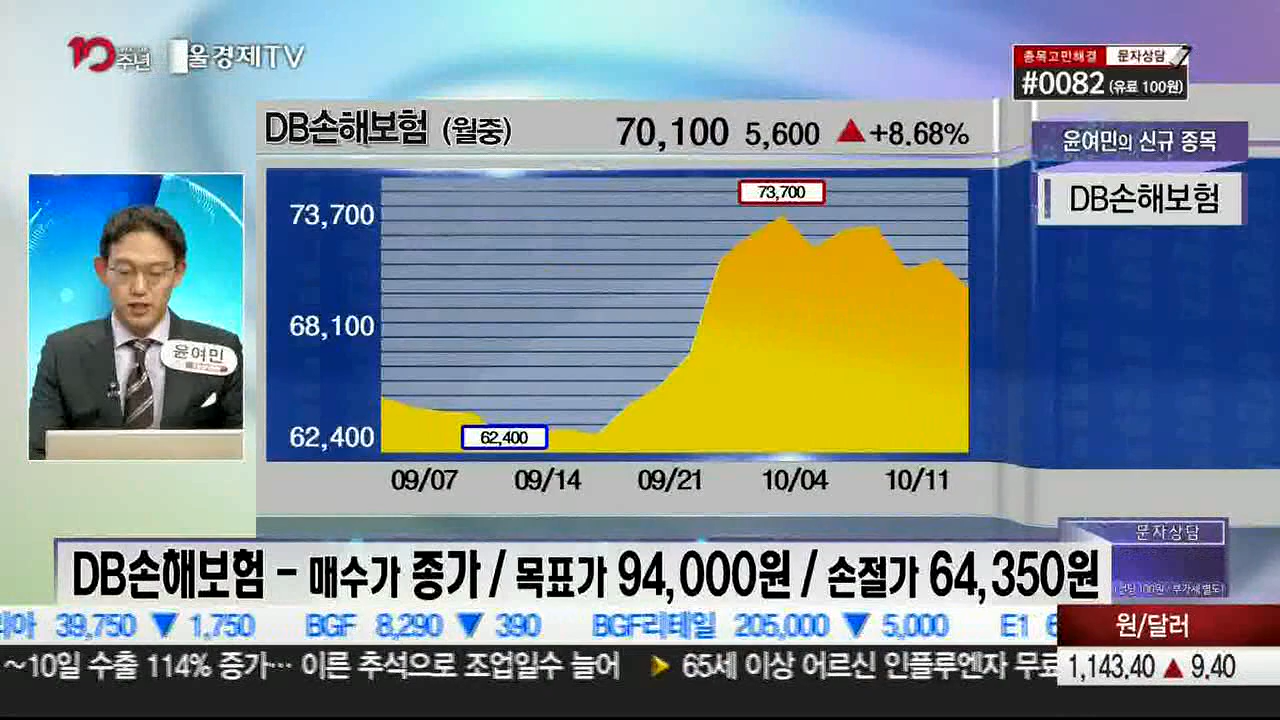 10 주년 울경제TV
종목고민해결 문자상담
#0082 (유료 100원)
DB손해보험 (월중) 70,100 5,600 ▲+8.68%
윤여민의 신규 종목
DB손해보험
73,700
73,700
68,100
62,400
62,400
09/07 09/14 09/21 10/04 10/11
윤여민
문자상담
DB손해보험 - 매수가 종가 / 목표가 94,000원 / 손절가 64,350원
39,750 ▼ 1,750 BGF 8,290 ▼ 390 BGF리테일 205,000 ▼ 5,000 E1 6
원/달러
~10일 수출 114% 증가… 이른 추석으로 조업일수 늘어 ▶ 65세 이상 어르신 인플루엔자 무료
1,143.40 ▲ 9.40